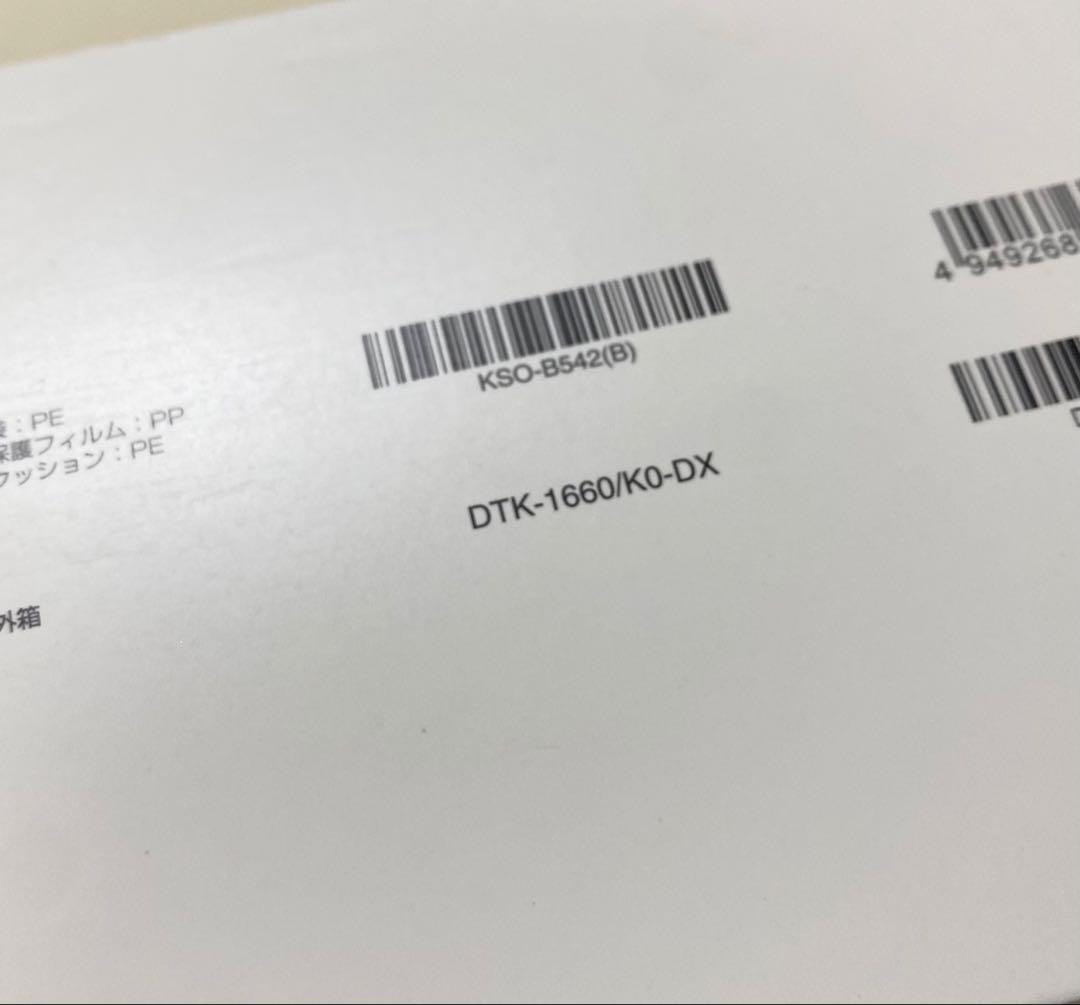 4 949268
KSO-B542(B)
：PE
保護フィルム：PP
クッション：PE
DTK-1660/K0-DX
外箱